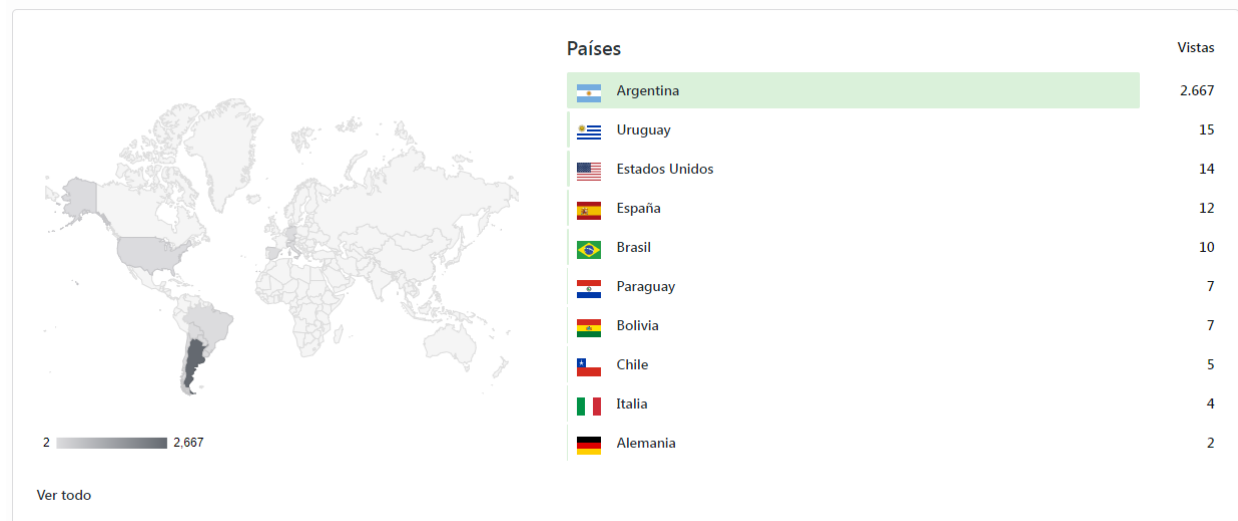 Países Vistas
Argentina 2.667
Uruguay 15
Estados Unidos 14
España 12
Brasil 10
Paraguay 7
Bolivia 7
Chile 5
Italia 4
Alemania 2
2 2,667
Ver todo